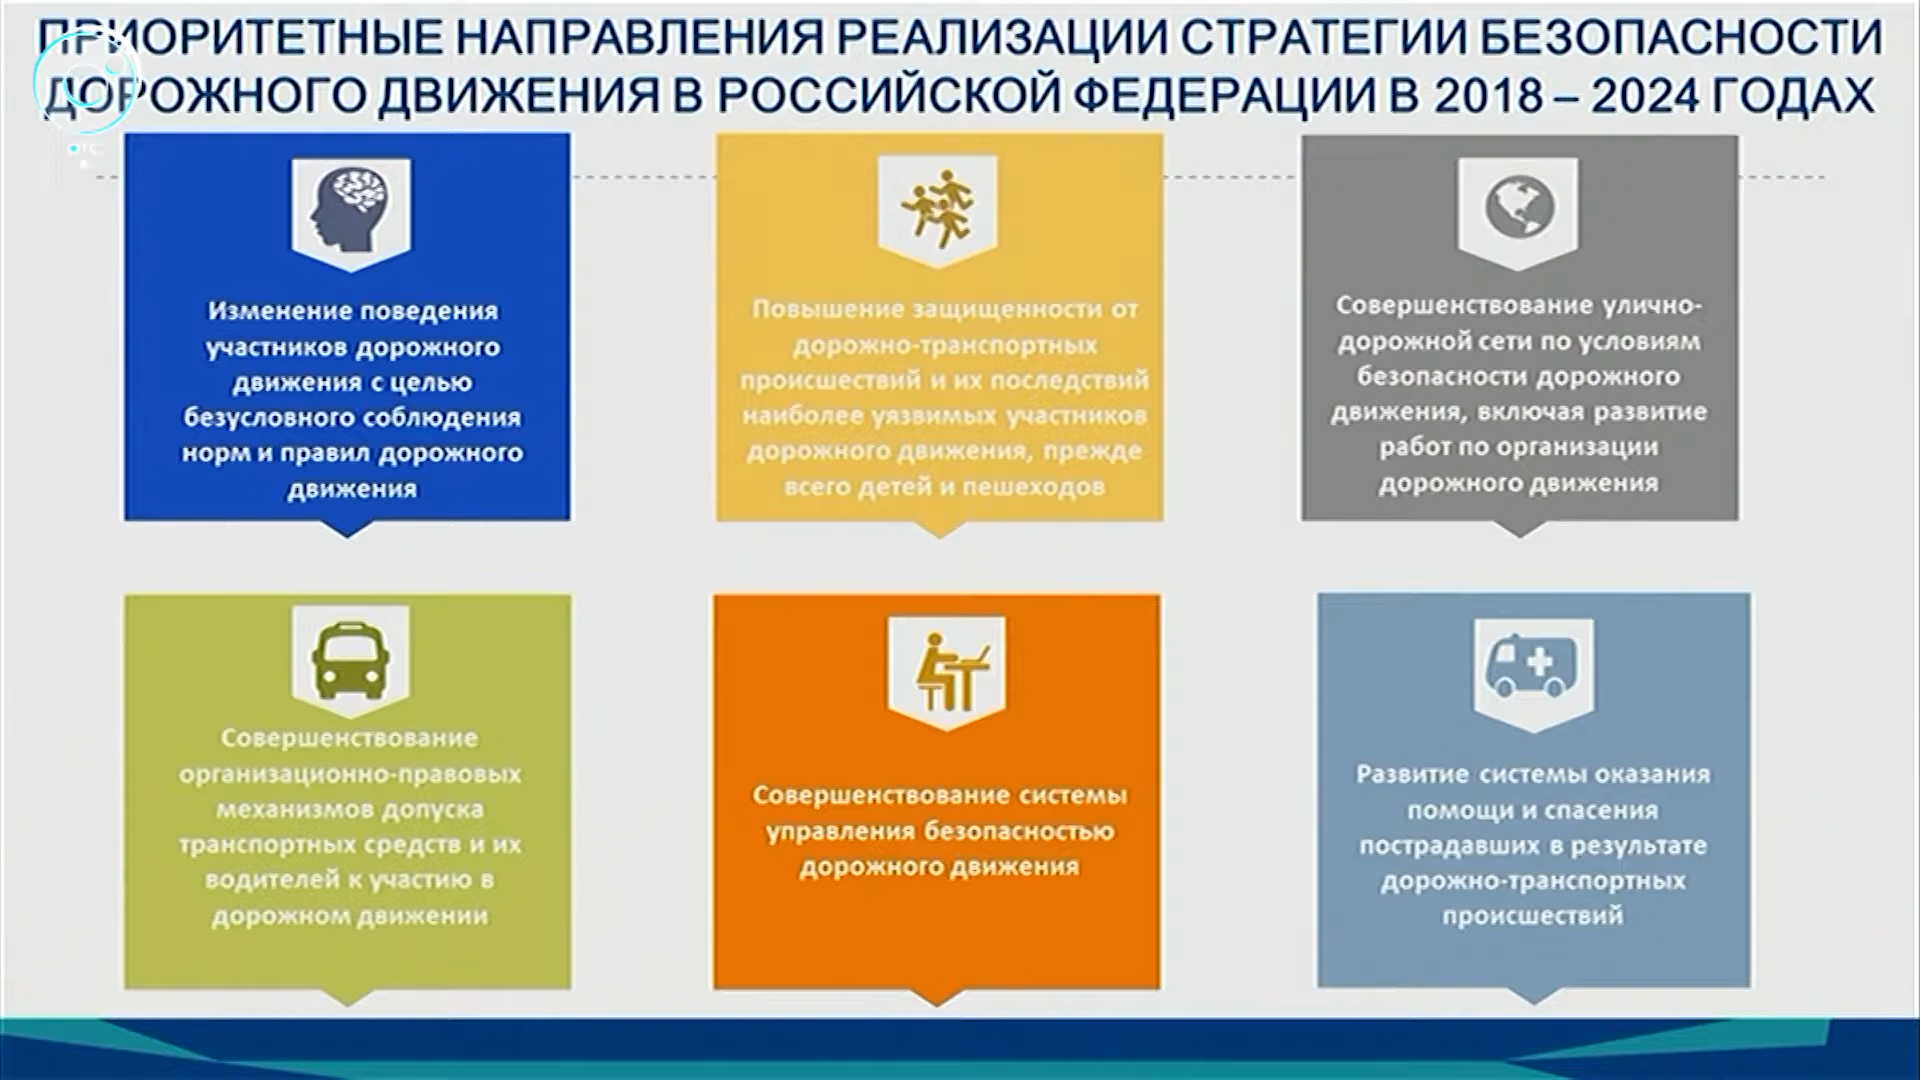 ПРИОРИТЕТНЫЕ НАПРАВЛЕНИЯ РЕАЛИЗАЦИИ СТРАТЕГИИ БЕЗОПАСНОСТИ
ДОРОЖНОГО ДВИЖЕНИЯ В РОССИЙСКОЙ ФЕДЕРАЦИИ В 2018 – 2024 ГОДАХ
ОТС
Изменение поведения
участников дорожного
движения с целью
безусловного соблюдения
норм и правил дорожного
движения
Повышение защищенности от
дорожно-транспортных
происшествий и их последствий
наиболее уязвимых участников
дорожного движения, прежде
всего детей и пешеходов
Совершенствование улично-
дорожной сети по условиям
безопасности дорожного
движения, включая развитие
работ по организации
дорожного движения
Совершенствование
организационно-правовых
механизмов допуска
транспортных средств и их
водителей к участию в
дорожном движении
Совершенствование системы
управления безопасностью
дорожного движения
Развитие системы оказания
помощи и спасения
пострадавших в результате
дорожно-транспортных
происшествий